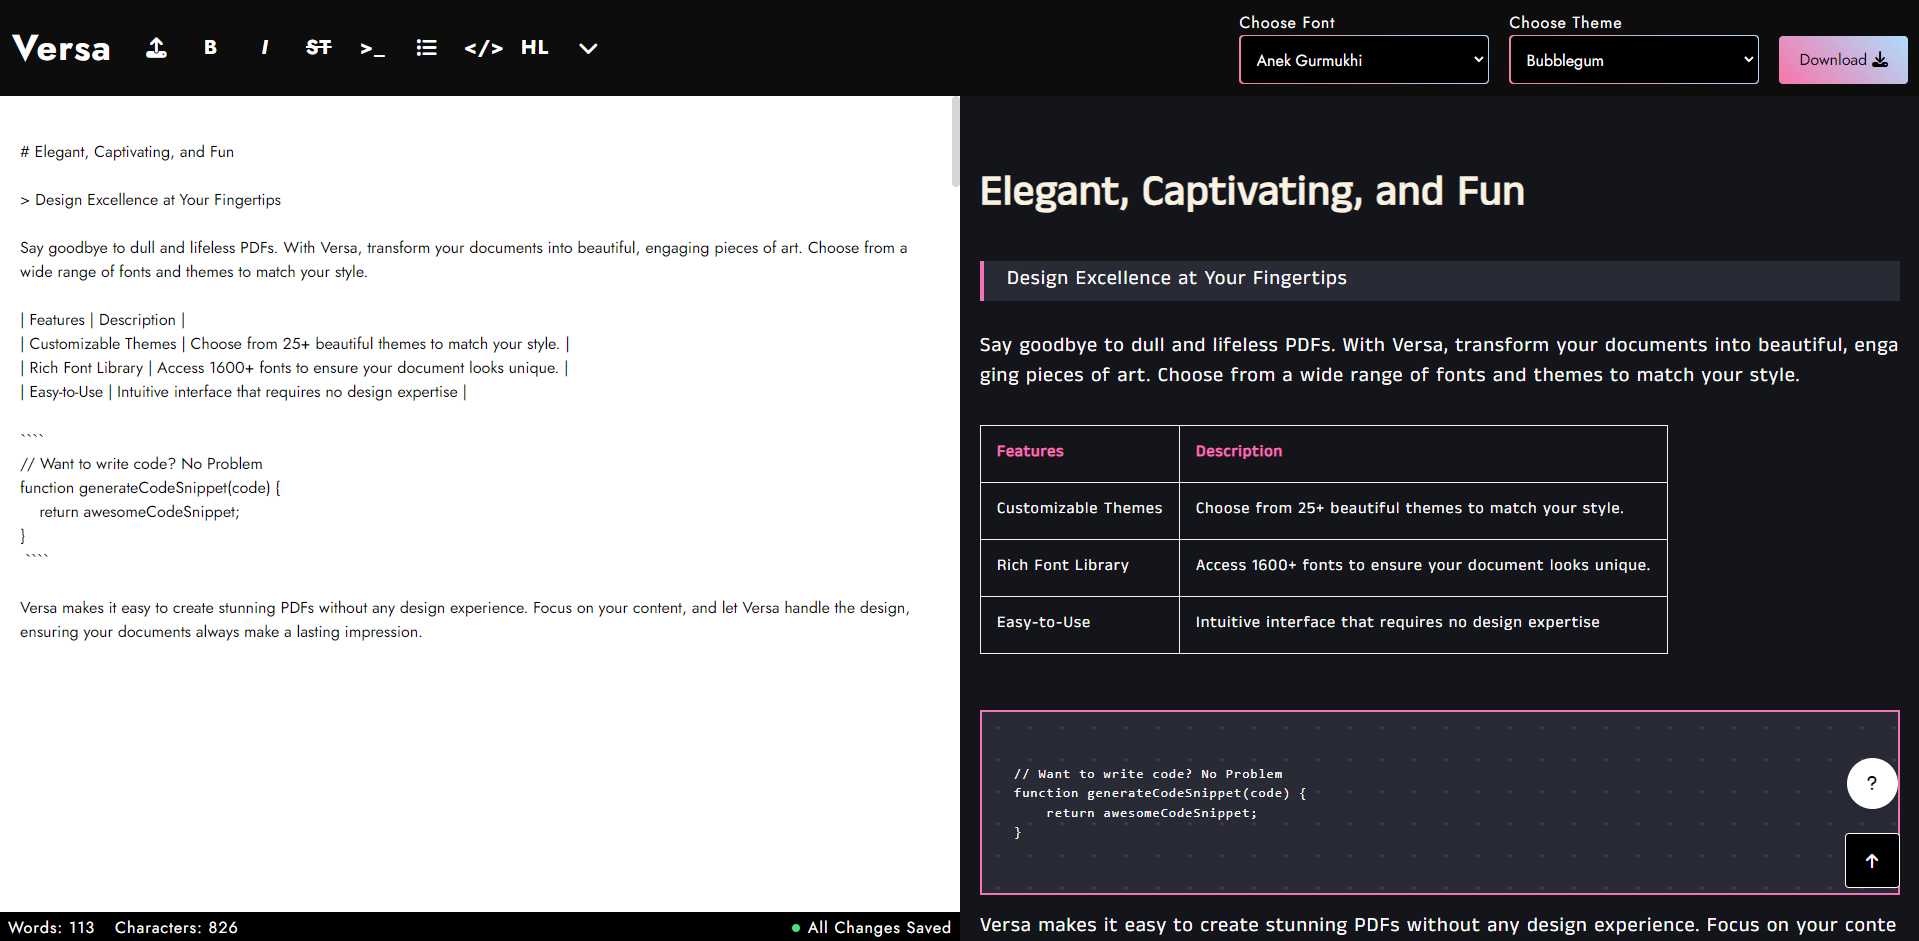 Versa
B
I
ST
>_
</>
HL
Choose Font
Anek Gurmukhi
Choose Theme
Bubblegum
Download
# Elegant, Captivating, and Fun
> Design Excellence at Your Fingertips
Say goodbye to dull and lifeless PDFs. With Versa, transform your documents into beautiful, engaging pieces of art. Choose from a
wide range of fonts and themes to match your style.
| Features | Description |
| Customizable Themes | Choose from 25+ beautiful themes to match your style. |
| Rich Font Library | Access 1600+ fonts to ensure your document looks unique. |
| Easy-to-Use | Intuitive interface that requires no design expertise |
````
// Want to write code? No Problem
function generateCodeSnippet(code) {
    return awesomeCodeSnippet;
}
````
Versa makes it easy to create stunning PDFs without any design experience. Focus on your content, and let Versa handle the design,
ensuring your documents always make a lasting impression.
Words: 113
Characters: 826
All Changes Saved
Elegant, Captivating, and Fun
Design Excellence at Your Fingertips
Say goodbye to dull and lifeless PDFs. With Versa, transform your documents into beautiful, enga
ging pieces of art. Choose from a wide range of fonts and themes to match your style.
Features Description
Customizable Themes Choose from 25+ beautiful themes to match your style.
Rich Font Library Access 1600+ fonts to ensure your document looks unique.
Easy-to-Use Intuitive interface that requires no design expertise
// Want to write code? No Problem
function generateCodeSnippet(code) {
    return awesomeCodeSnippet;
}
?
Versa makes it easy to create stunning PDFs without any design experience. Focus on your conte